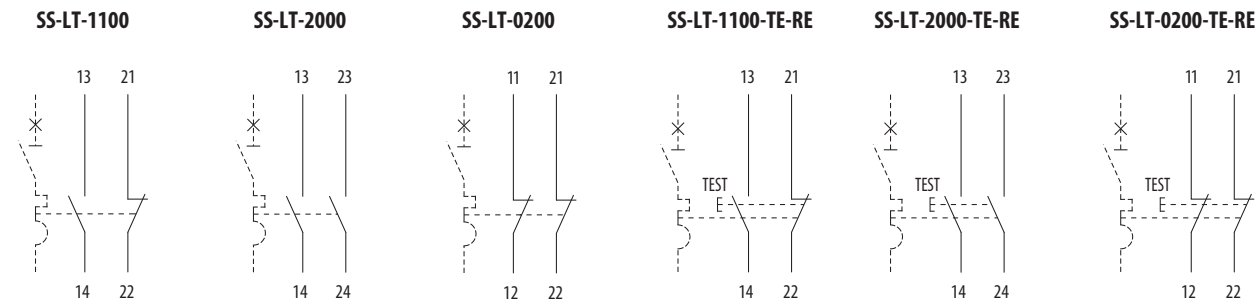 SS-LT-1100 SS-LT-2000 SS-LT-0200 SS-LT-1100-TE-RE SS-LT-2000-TE-RE SS-LT-0200-TE-RE
13 21 13 23 11 21 13 21 13 23 11 21
TEST TEST TEST
14 22 14 24 12 22 14 22 14 24 12 22